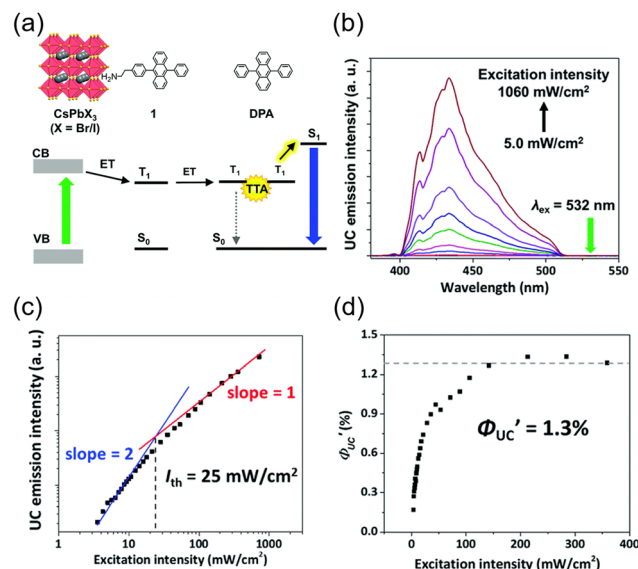 (a)
H₂N
CsPbX₃
(X = Br/I)
1
DPA
CB
VB
ET
T₁
S₀
ET
T₁
T₁
TTA
S₁
S₀
(b)
UC emission intensity (a. u.)
Excitation intensity
1060 mW/cm²
5.0 mW/cm²
λex = 532 nm
400
450
500
550
Wavelength (nm)
(c)
UC emission intensity (a. u.)
slope = 1
slope = 2
Ith = 25 mW/cm²
1
10
100
1000
Excitation intensity (mW/cm²)
(d)
ΦUC' (%)
1.5
1.2
0.9
0.6
0.3
0.0
ΦUC' = 1.3%
0
100
200
300
400
Excitation intensity (mW/cm²)